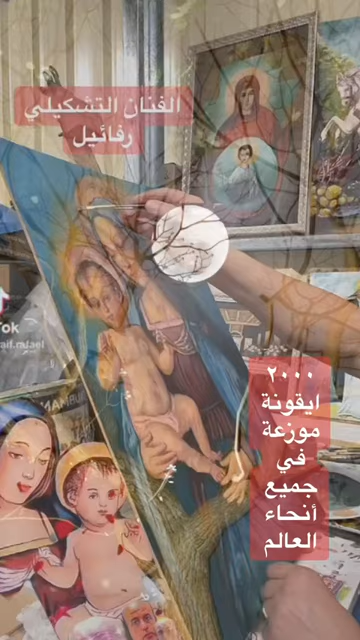 الفنان التشكيلي
رفائيل
٢٠٠٠
ايقونة
موزعة
في
جميع
أنحاء
العالم